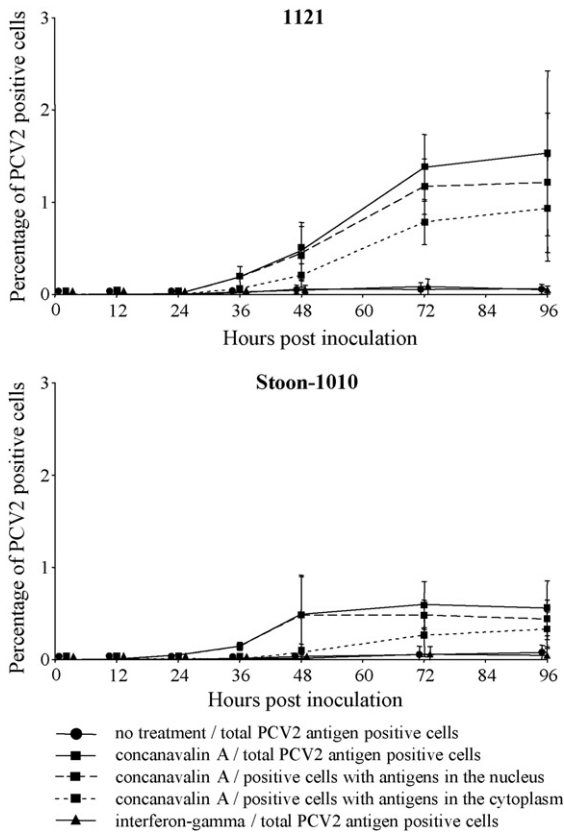 1121
Percentage of PCV2 positive cells
3
2
1
0
0 12 24 36 48 60 72 84 96
Hours post inoculation
Stoon-1010
Percentage of PCV2 positive cells
3
2
1
0
0 12 24 36 48 60 72 84 96
Hours post inoculation
no treatment / total PCV2 antigen positive cells
concanavalin A / total PCV2 antigen positive cells
concanavalin A / positive cells with antigens in the nucleus
concanavalin A / positive cells with antigens in the cytoplasm
interferon-gamma / total PCV2 antigen positive cells